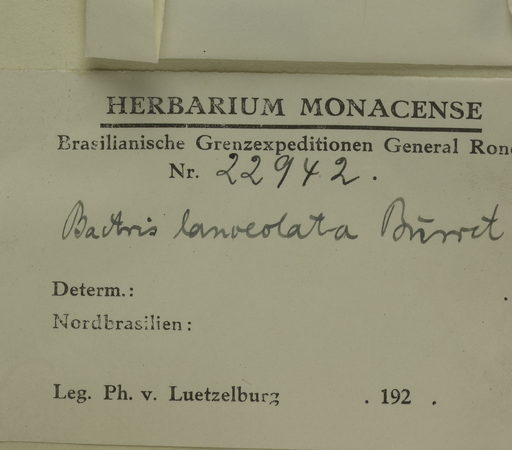 HERBARIUM MONACENSE
Brasilianische Grenzexpeditionen General Ron
Nr. 22942.
Bactris lanceolata Burret
Determ.:
Nordbrasilien:
Leg. Ph. v. Luetzelburg . 192 .